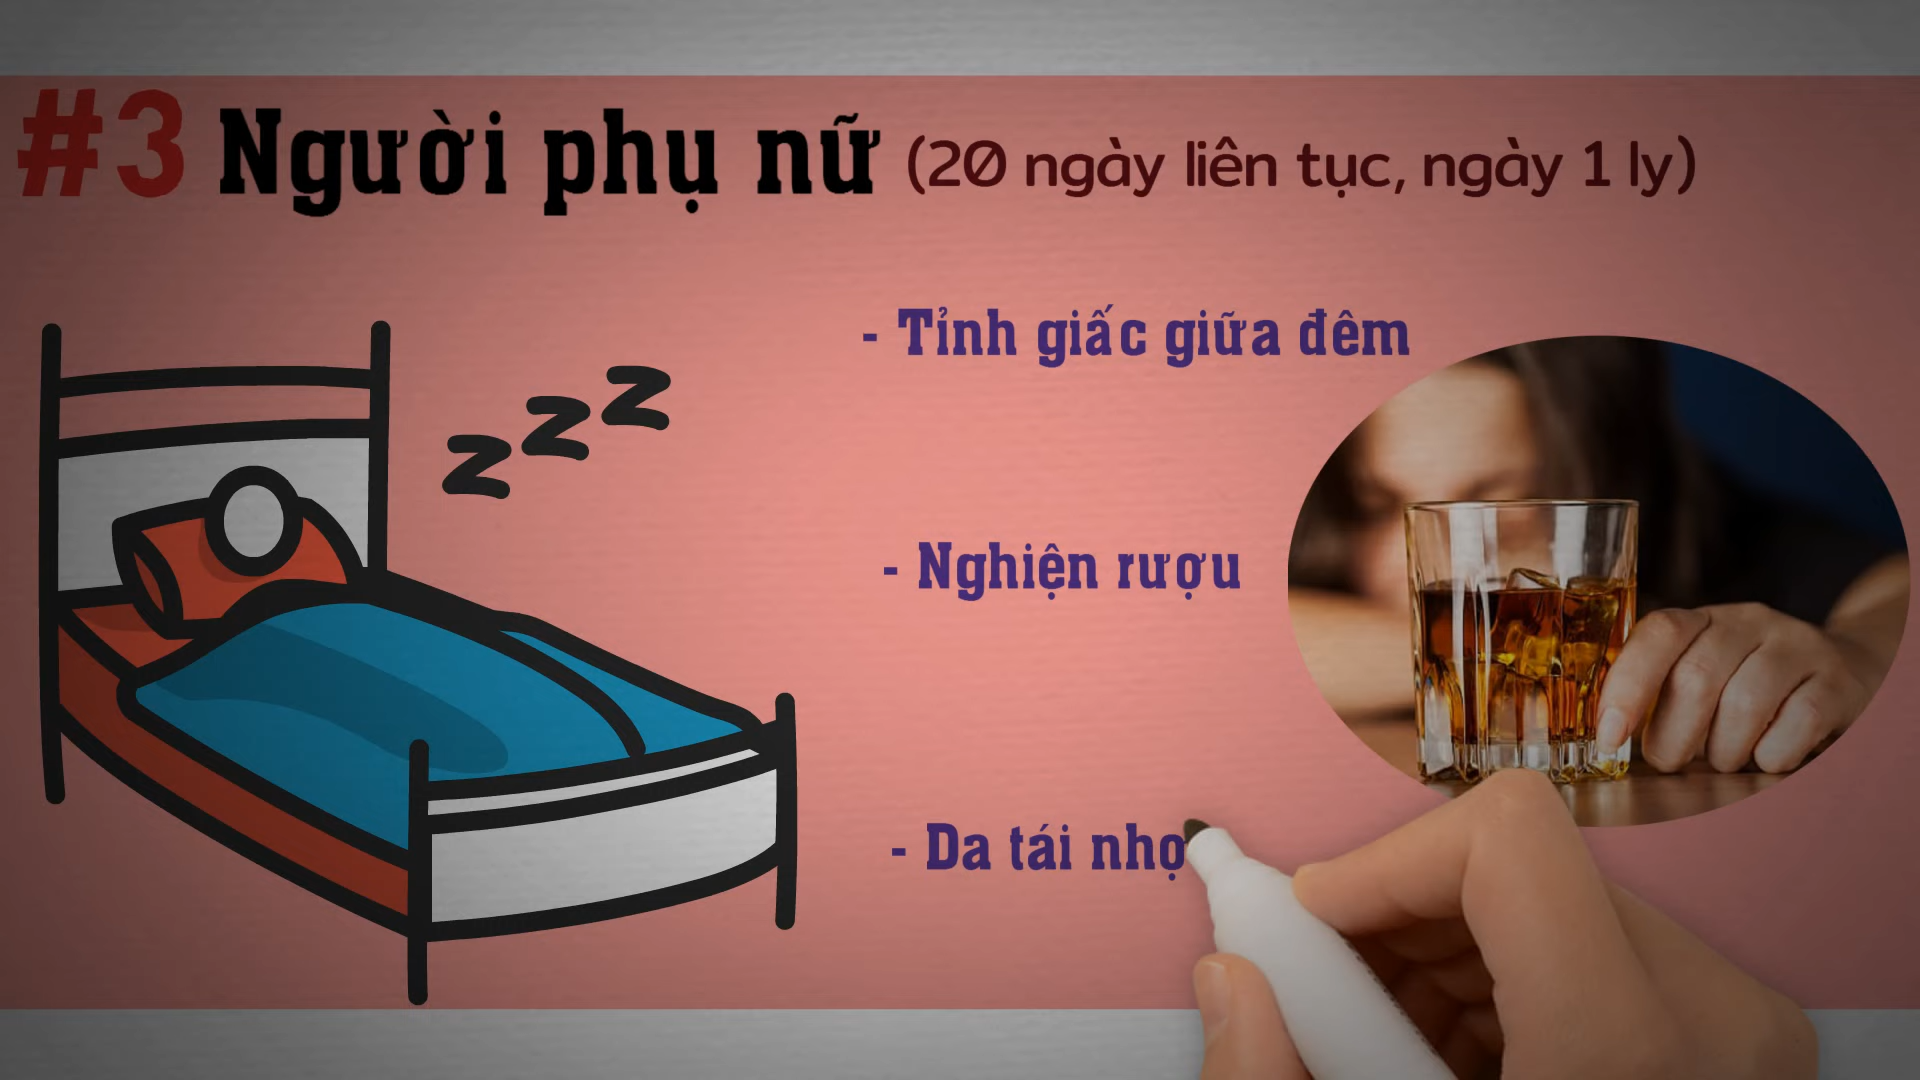 #3 Người phụ nữ (20 ngày liên tục, ngày 1 ly)
z z z
- Tỉnh giấc giữa đêm
- Nghiện rượu
- Da tái nhọ